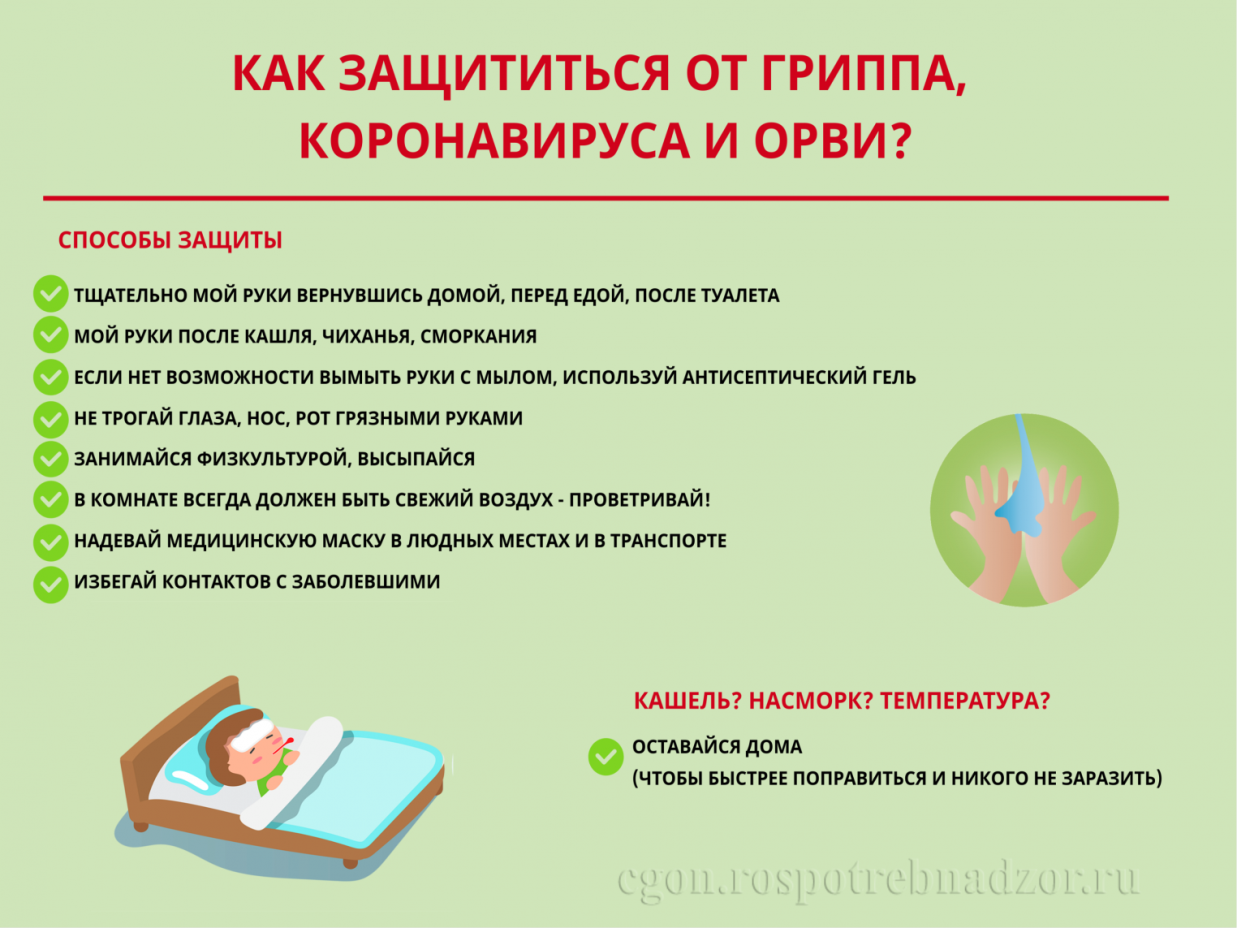 КАК ЗАЩИТИТЬСЯ ОТ ГРИППА,
КОРОНАВИРУСА И ОРВИ?
СПОСОБЫ ЗАЩИТЫ
ТЩАТЕЛЬНО МОЙ РУКИ ВЕРНУВШИСЬ ДОМОЙ, ПЕРЕД ЕДОЙ, ПОСЛЕ ТУАЛЕТА
МОЙ РУКИ ПОСЛЕ КАШЛЯ, ЧИХАНЬЯ, СМОРКАНИЯ
ЕСЛИ НЕТ ВОЗМОЖНОСТИ ВЫМЫТЬ РУКИ С МЫЛОМ, ИСПОЛЬЗУЙ АНТИСЕПТИЧЕСКИЙ ГЕЛЬ
НЕ ТРОГАЙ ГЛАЗА, НОС, РОТ ГРЯЗНЫМИ РУКАМИ
ЗАНИМАЙСЯ ФИЗКУЛЬТУРОЙ, ВЫСЫПАЙСЯ
В КОМНАТЕ ВСЕГДА ДОЛЖЕН БЫТЬ СВЕЖИЙ ВОЗДУХ - ПРОВЕТРИВАЙ!
НАДЕВАЙ МЕДИЦИНСКУЮ МАСКУ В ЛЮДНЫХ МЕСТАХ И В ТРАНСПОРТЕ
ИЗБЕГАЙ КОНТАКТОВ С ЗАБОЛЕВШИМИ
КАШЕЛЬ? НАСМОРК? ТЕМПЕРАТУРА?
ОСТАВАЙСЯ ДОМА
(ЧТОБЫ БЫСТРЕЕ ПОПРАВИТЬСЯ И НИКОГО НЕ ЗАРАЗИТЬ)
cgon.rospotrebnadzor.ru